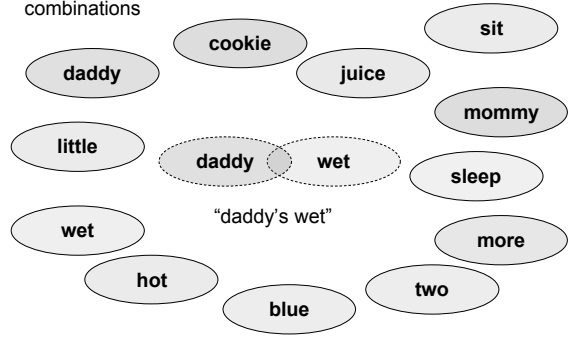 combinations
sit
cookie
daddy
juice
mommy
little
daddy wet
sleep
"daddy's wet"
wet
more
hot
two
blue